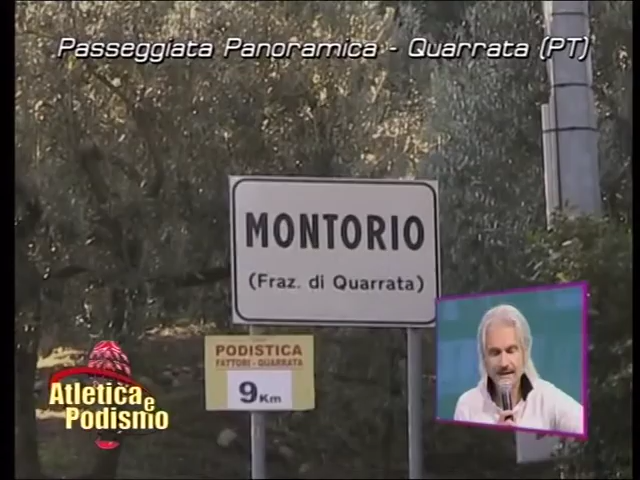 Passeggiata Panoramica - Quarrata (PT)
MONTORIO
(Fraz. di Quarrata)
PODISTICA
FATTORI - QUARRATA
9 Km
Atletica e
Podismo